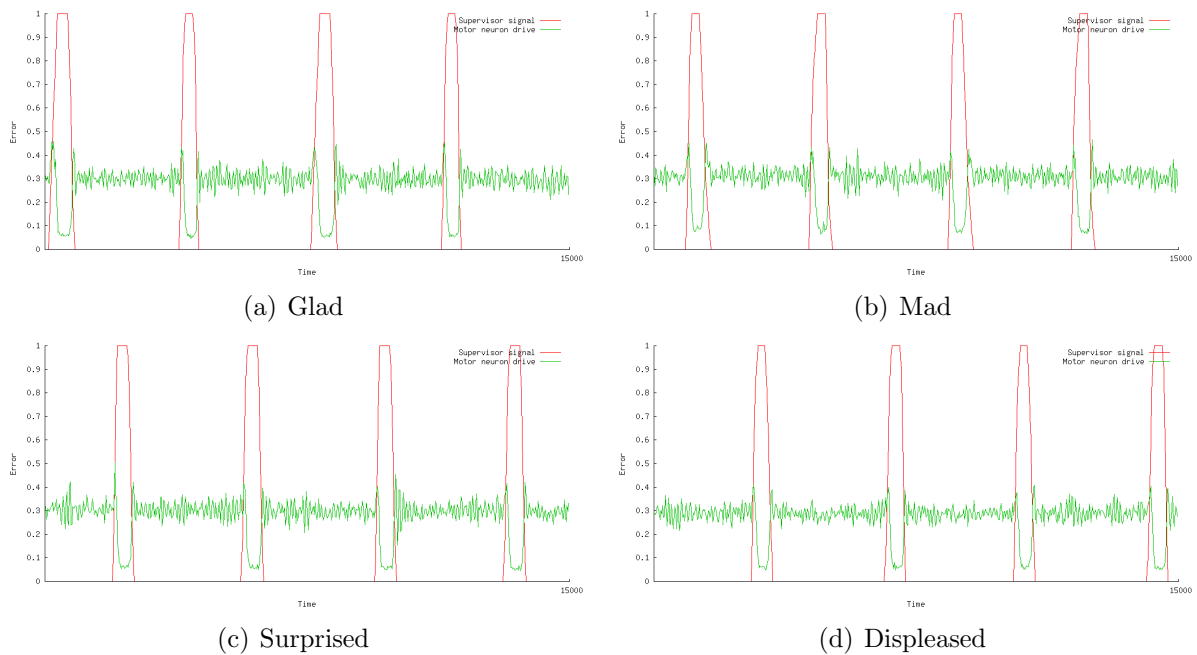 1
0.9
0.8
0.7
0.6
0.5
0.4
0.3
0.2
0.1
0
Error
Supervisor signal
Motor neuron drive
15000
Time
(a) Glad
1
0.9
0.8
0.7
0.6
0.5
0.4
0.3
0.2
0.1
0
Error
Supervisor signal
Motor neuron drive
15000
Time
(b) Mad
1
0.9
0.8
0.7
0.6
0.5
0.4
0.3
0.2
0.1
0
Error
Supervisor signal
Motor neuron drive
15000
Time
(c) Surprised
1
0.9
0.8
0.7
0.6
0.5
0.4
0.3
0.2
0.1
0
Error
Supervisor signal
Motor neuron drive
15000
Time
(d) Displeased